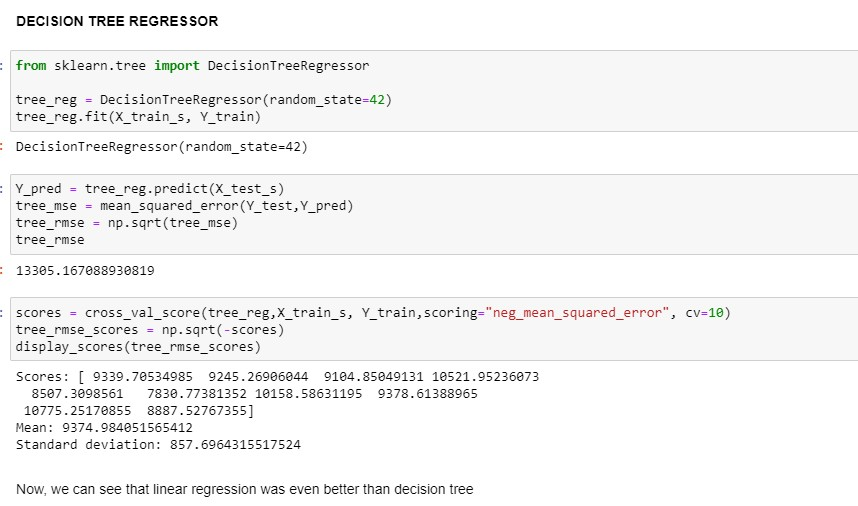 DECISION TREE REGRESSOR
: from sklearn.tree import DecisionTreeRegressor
tree_reg = DecisionTreeRegressor(random_state=42)
tree_reg.fit(X_train_s, Y_train)
: DecisionTreeRegressor(random_state=42)
: Y_pred = tree_reg.predict(X_test_s)
tree_mse = mean_squared_error(Y_test,Y_pred)
tree_rmse = np.sqrt(tree_mse)
tree_rmse
: 13305.167088930819
: scores = cross_val_score(tree_reg,X_train_s, Y_train,scoring="neg_mean_squared_error", cv=10)
tree_rmse_scores = np.sqrt(-scores)
display_scores(tree_rmse_scores)
Scores: [ 9339.70534985  9245.26906044  9104.85049131 10521.95236073
  8507.3098561   7830.77381352 10158.58631195  9378.61388965
 10775.25170855  8887.52767355]
Mean: 9374.984051565412
Standard deviation: 857.6964315517524
Now, we can see that linear regression was even better than decision tree